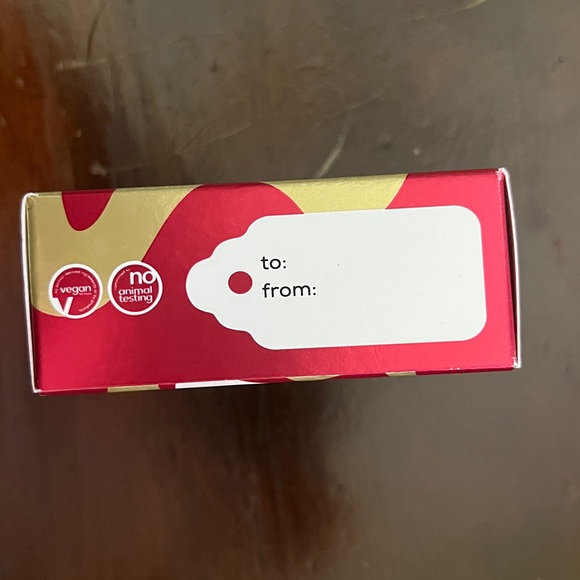 vegan
V
no
animal
testing
to:
from: